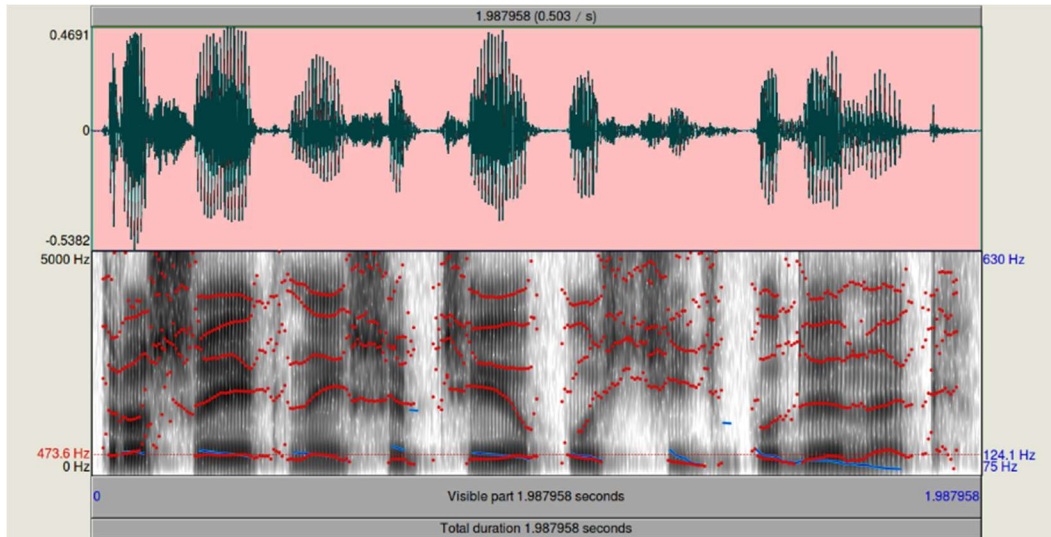 1.987958 (0.503 / s)
0.4691
0
-0.5382
5000 Hz
630 Hz
473.6 Hz
124.1 Hz
0 Hz
75 Hz
0
Visible part 1.987958 seconds
1.987958
Total duration 1.987958 seconds